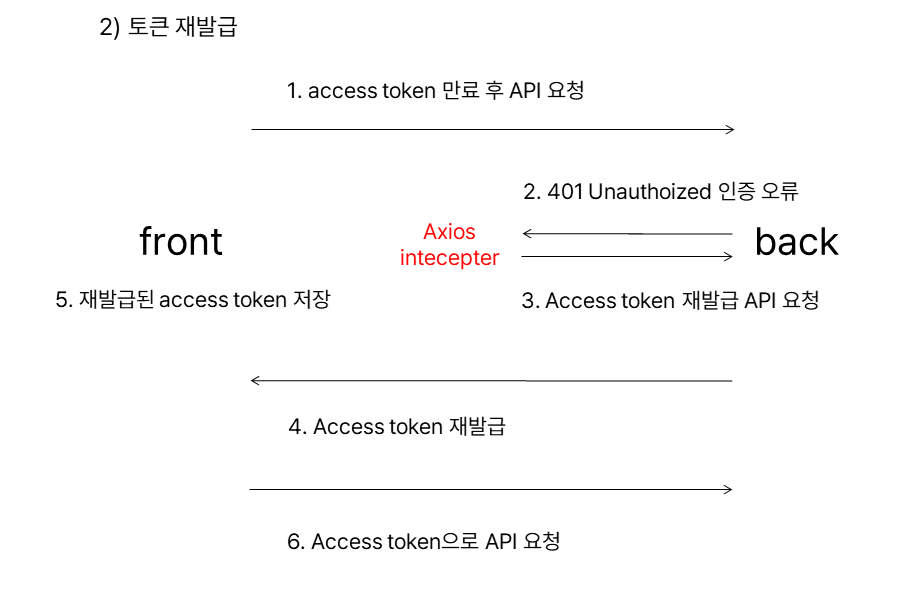 2) 토큰 재발급
1. access token 만료 후 API 요청
2. 401 Unauthoized 인증 오류
front
Axios
intecepter
back
5. 재발급된 access token 저장
3. Access token 재발급 API 요청
4. Access token 재발급
6. Access token으로 API 요청